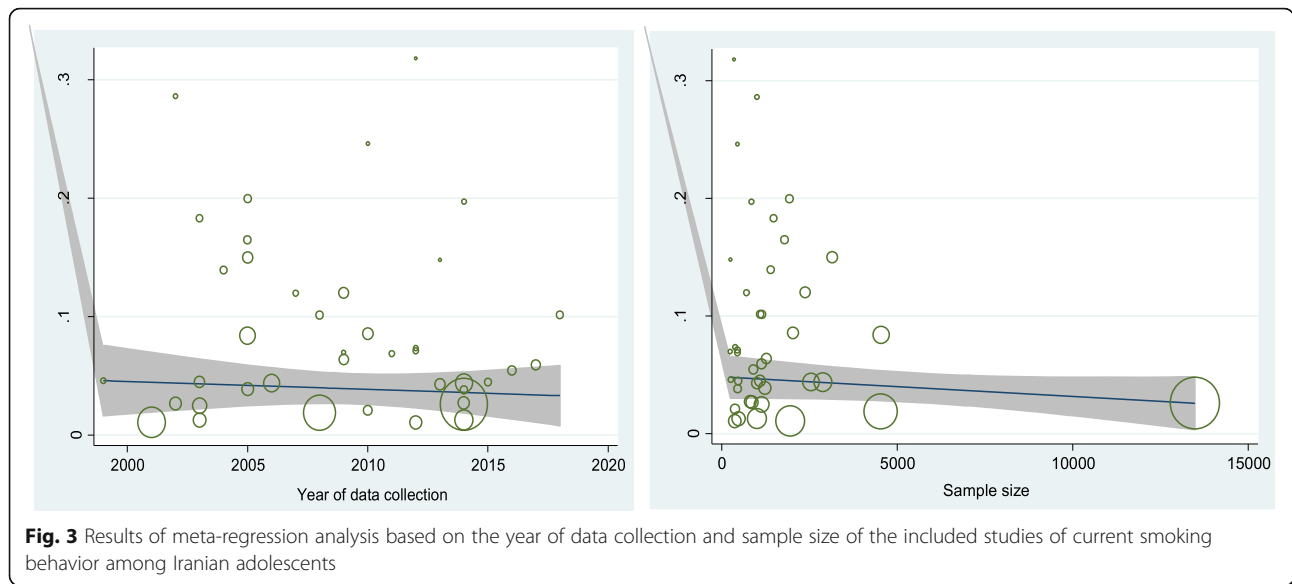 .3
.2
.1
0
2000 2005 2010 2015 2020
Year of data collection
.3
.2
.1
0
0 5000 10000 15000
Sample size
Fig. 3 Results of meta-regression analysis based on the year of data collection and sample size of the included studies of current smoking
behavior among Iranian adolescents